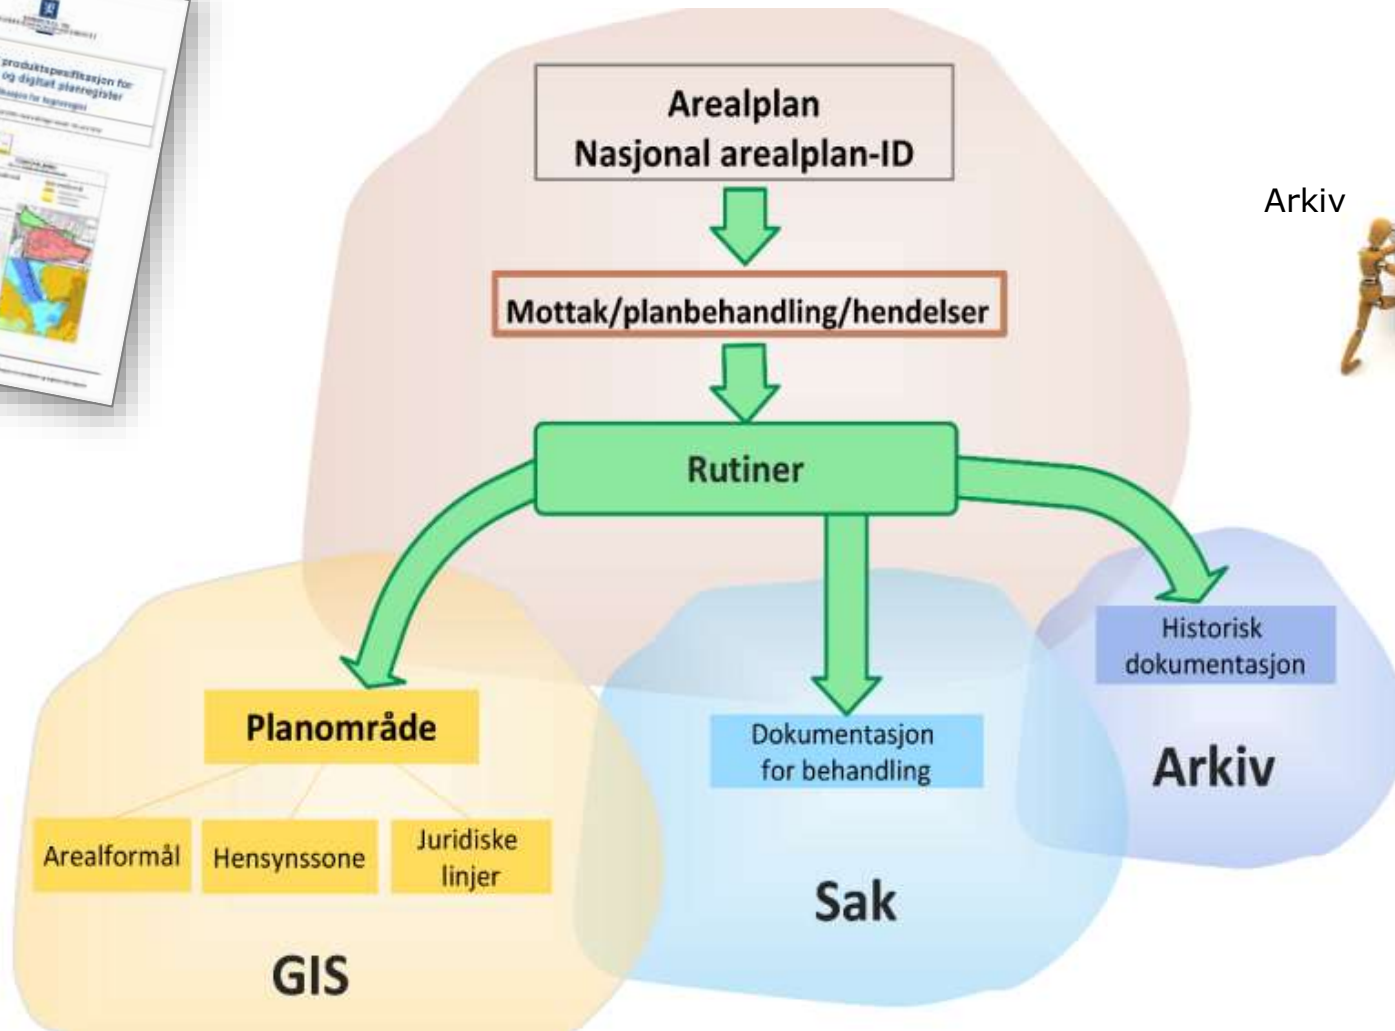 produktspesifikasjon for
og digitalt planregister
Arealplan
Nasjonal arealplan-ID
Arkiv
Mottak/planbehandling/hendelser
Rutiner
Historisk
dokumentasjon
Arkiv
Planområde
Dokumentasjon
for behandling
Arealformål
Hensynssone
Juridiske
linjer
Sak
GIS